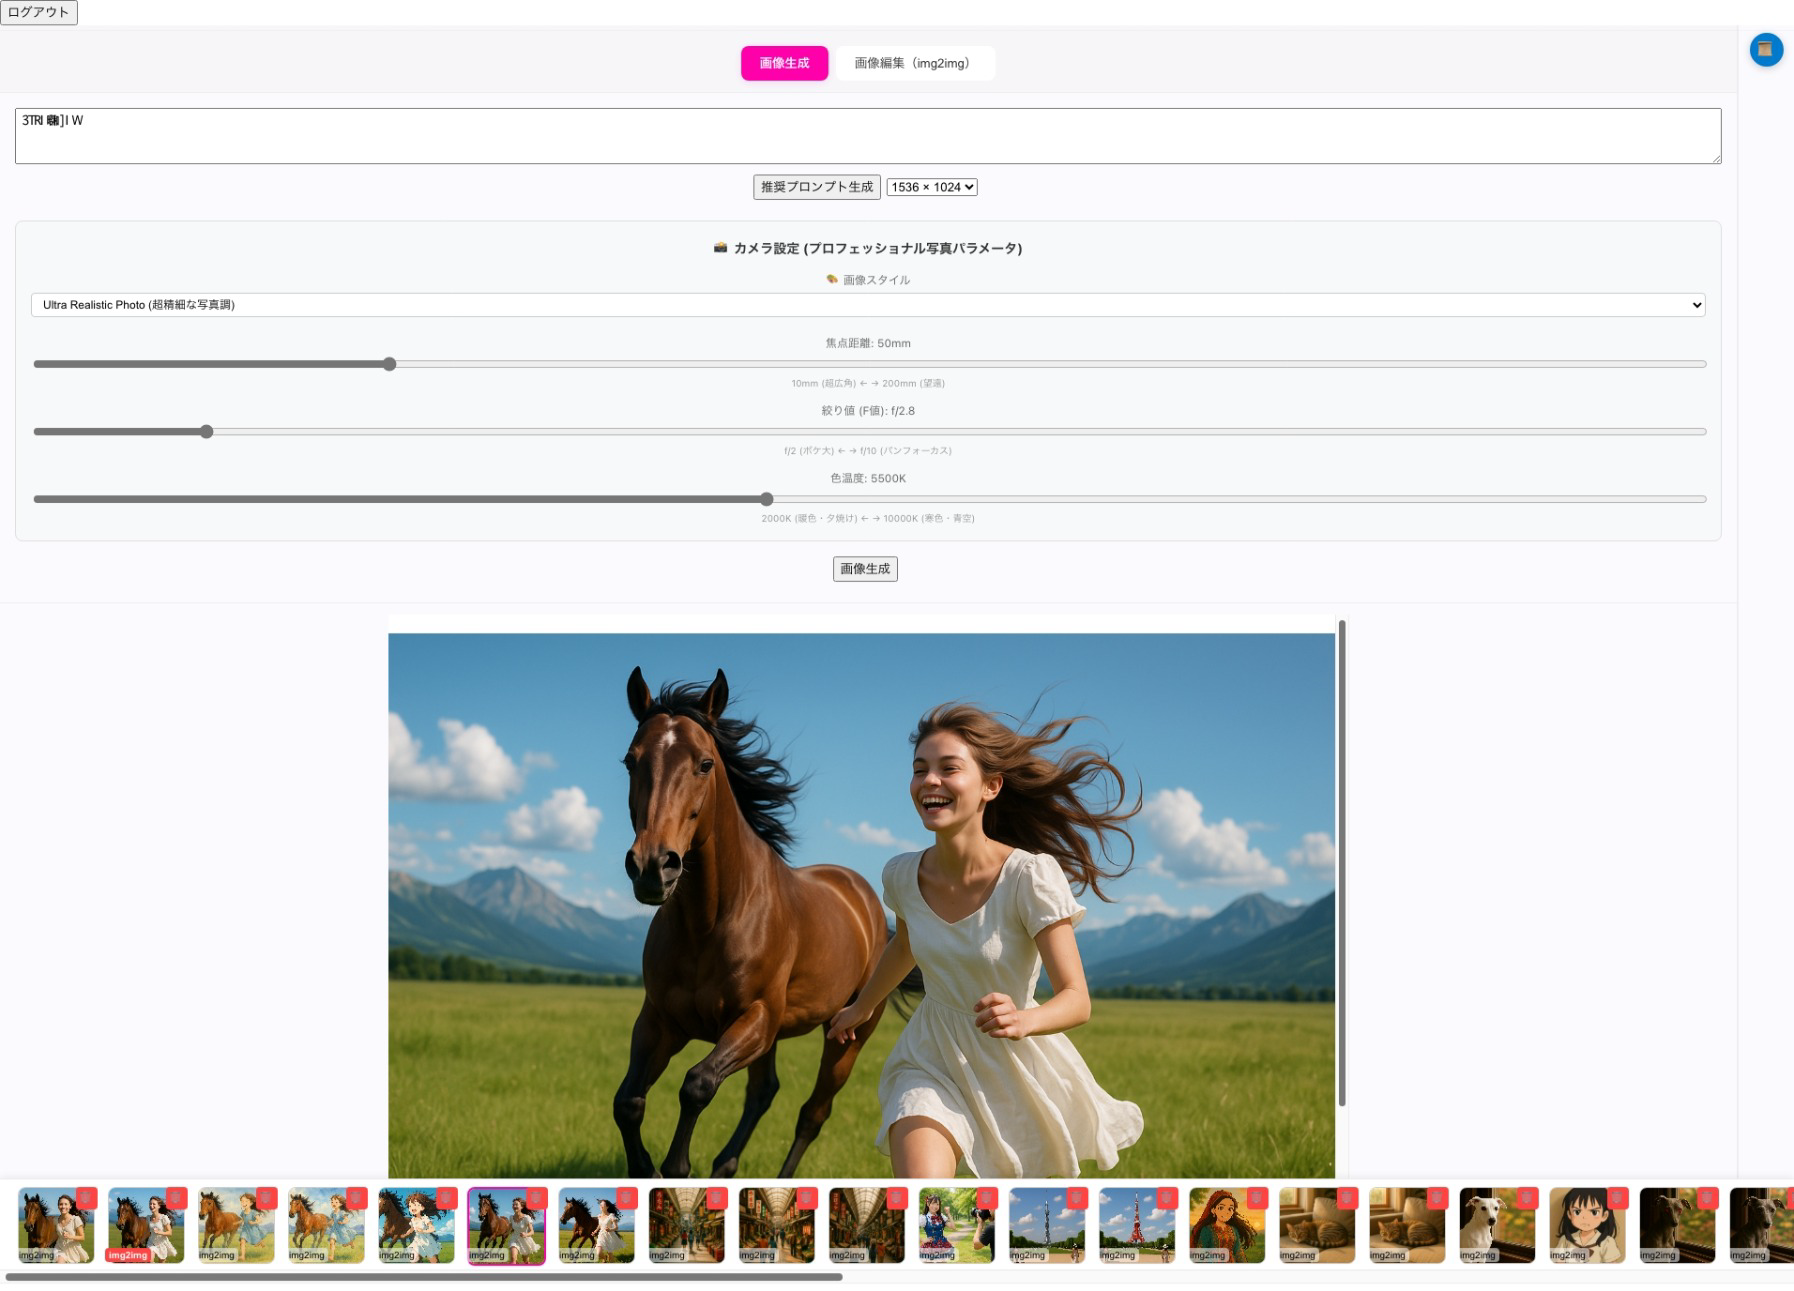 ログアウト
画像生成 画像編集（img2img）
推奨プロンプト生成 1536 × 1024
カメラ設定 (プロフェッショナル写真パラメータ)
画像スタイル
Ultra Realistic Photo (超精細な写真調)
焦点距離: 50mm
10mm (超広角) ← → 200mm (望遠)
絞り値 (F値): f/2.8
f/2 (ボケ大) ← → f/10 (パンフォーカス)
色温度: 5500K
2000K (暖色・夕焼け) ← → 10000K (寒色・青空)
画像生成
img2img img2img img2img img2img img2img img2img img2img img2img img2img img2img img2img img2img img2img img2img img2img img2img img2img img2img img2img img2img